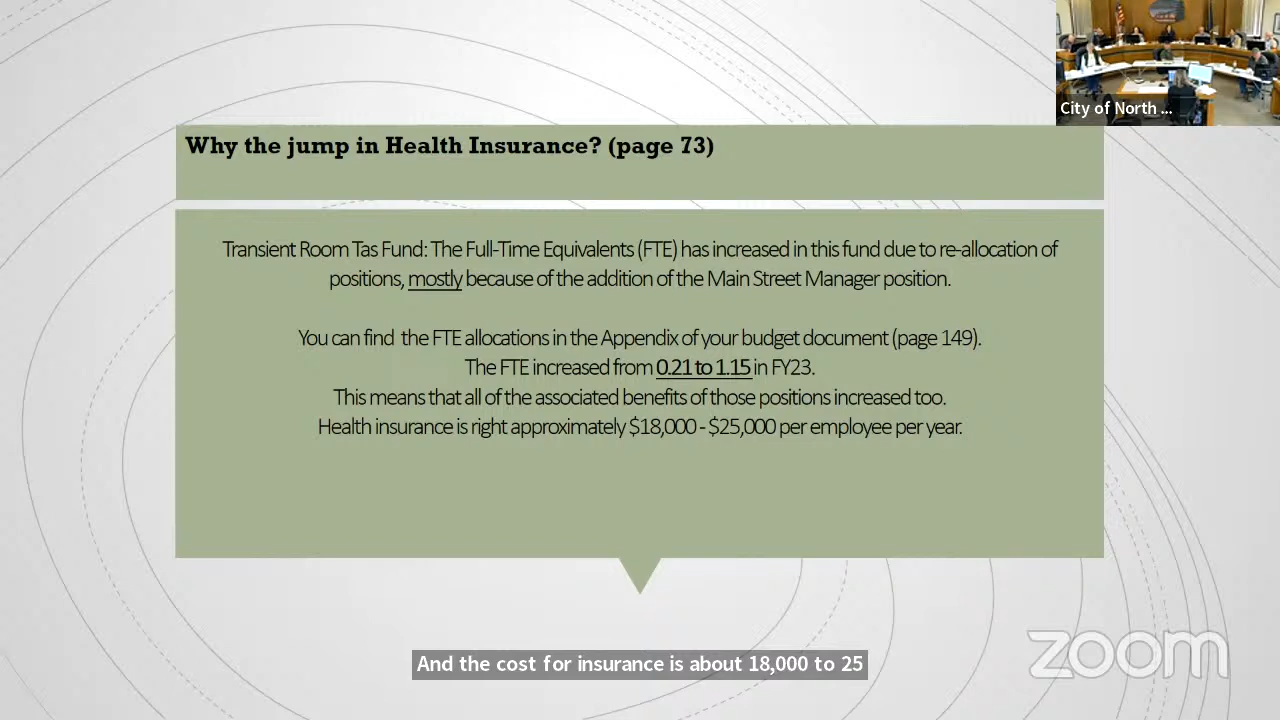 City of North ...
Why the jump in Health Insurance? (page 73)
Transient Room Tas Fund: The Full-Time Equivalents (FTE) has increased in this fund due to re-allocation of
positions, mostly because of the addition of the Main Street Manager position.
You can find the FTE allocations in the Appendix of your budget document (page 149).
The FTE increased from 0.21 to 1.15 in FY23.
This means that all of the associated benefits of those positions increased too.
Health insurance is right approximately $18,000 - $25,000 per employee per year.
And the cost for insurance is about 18,000 to 25
zoom